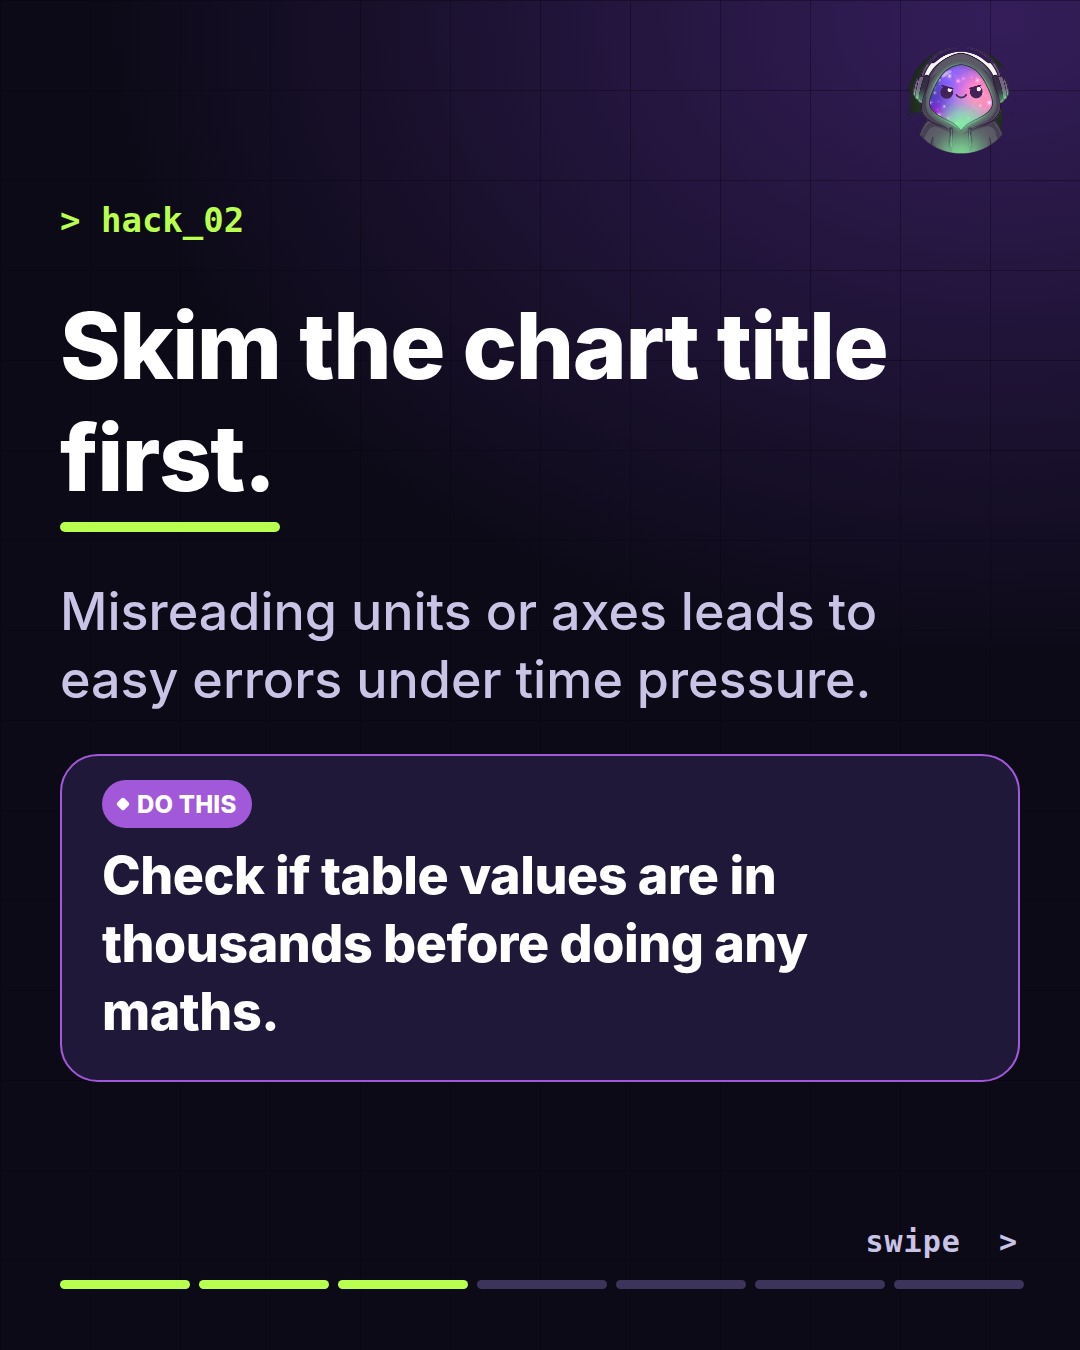 > hack_02
Skim the chart title
first.
Misreading units or axes leads to
easy errors under time pressure.
DO THIS
Check if table values are in
thousands before doing any
maths.
swipe >